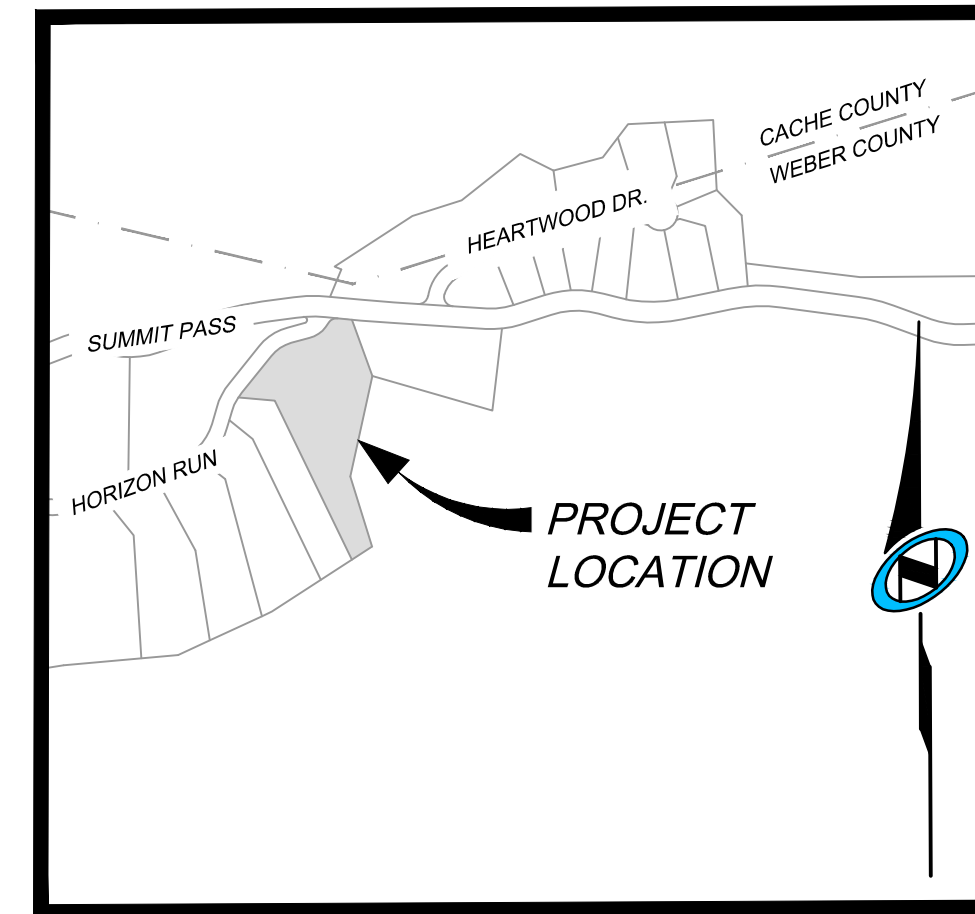 CACHE COUNTY
WEBER COUNTY
HEARTWOOD DR.
SUMMIT PASS
HORIZON RUN
PROJECT
LOCATION
N